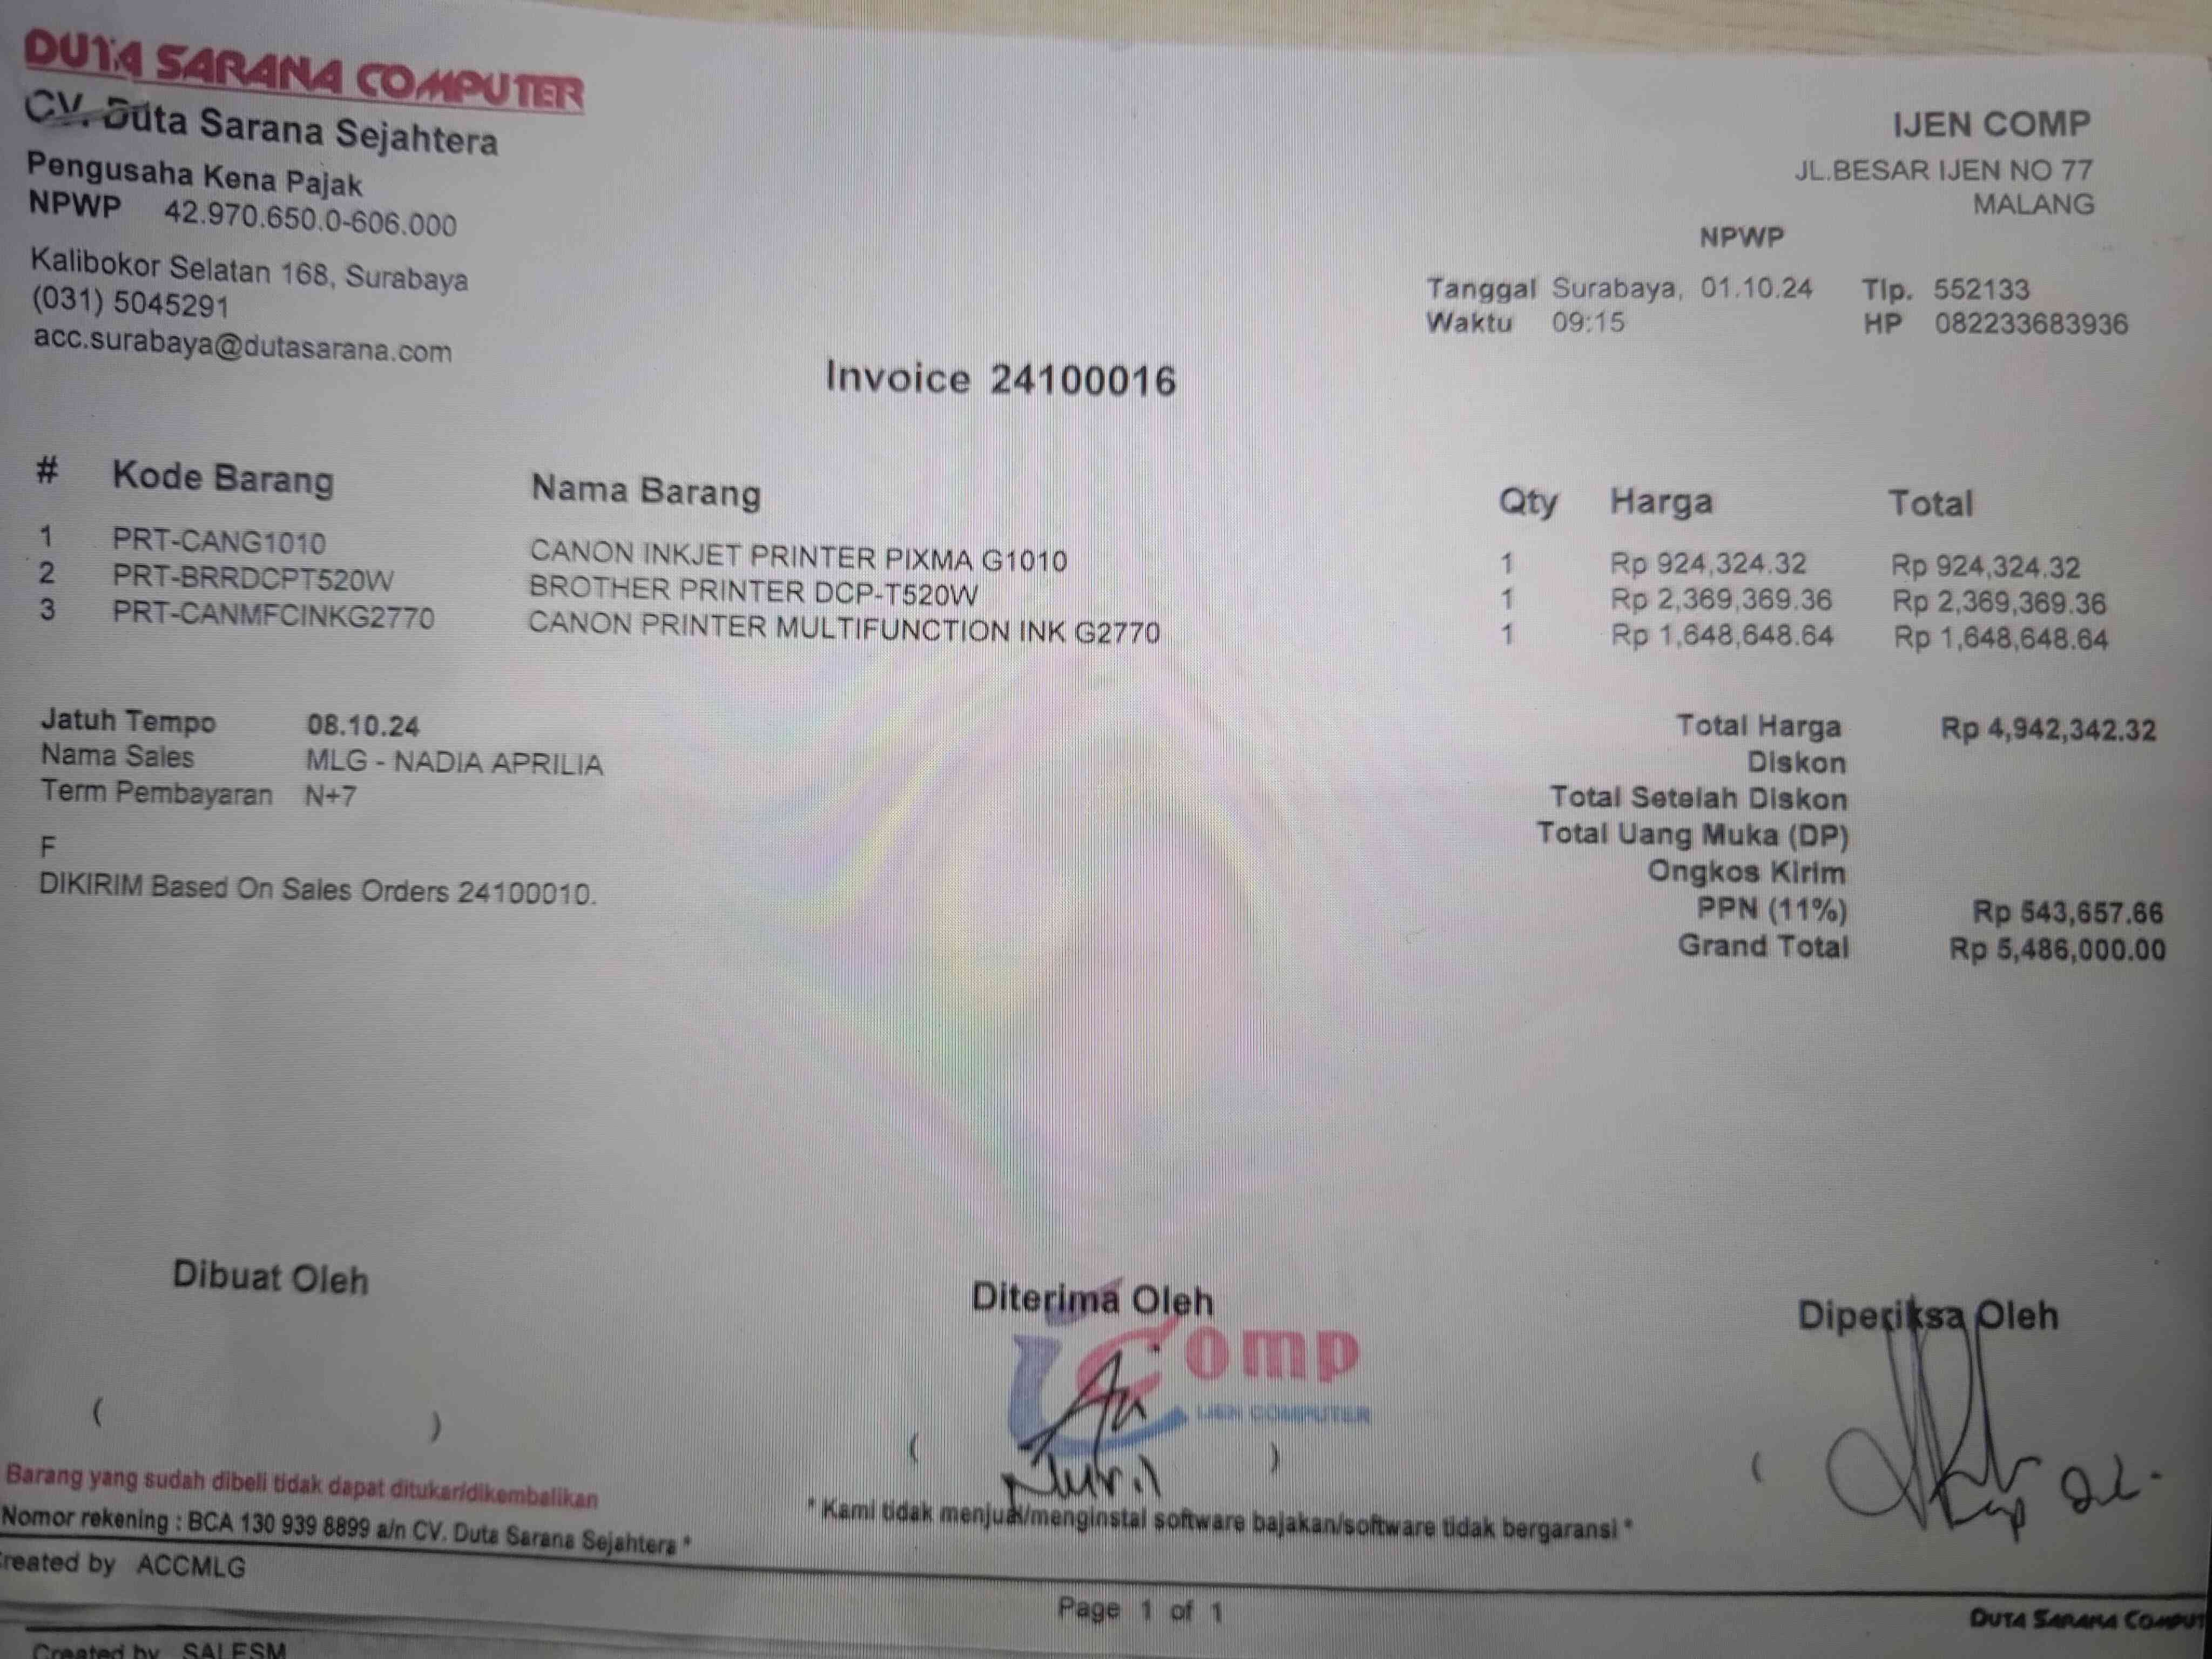 DUTA SARANA COMPUTER
CV. Duta Sarana Sejahtera
Pengusaha Kena Pajak
NPWP 42.970.650.0-606.000
Kalibokor Selatan 168, Surabaya
(031) 5045291
acc.surabaya@dutasarana.com
IJEN COMP
JL.BESAR IJEN NO 77
MALANG
NPWP
Tanggal Surabaya, 01.10.24 Tlp. 552133
Waktu 09:15 HP 082233683936
Invoice 24100016
# Kode Barang Nama Barang Qty Harga Total
1 PRT-CANG1010 CANON INKJET PRINTER PIXMA G1010 1 Rp 924,324.32 Rp 924,324.32
2 PRT-BRRDCPT520W BROTHER PRINTER DCP-T520W 1 Rp 2,369,369.36 Rp 2,369,369.36
3 PRT-CANMFCINKG2770 CANON PRINTER MULTIFUNCTION INK G2770 1 Rp 1,648,648.64 Rp 1,648,648.64
Jatuh Tempo 08.10.24
Nama Sales MLG - NADIA APRILIA
Term Pembayaran N+7
F
DIKIRIM Based On Sales Orders 24100010.
Total Harga Rp 4,942,342.32
Diskon
Total Setelah Diskon
Total Uang Muka (DP)
Ongkos Kirim
PPN (11%) Rp 543,657.66
Grand Total Rp 5,486,000.00
Dibuat Oleh
Diterima Oleh
Diperiksa Oleh
Comp
IJEN COMPUTER
( )
( )
(
Barang yang sudah dibeli tidak dapat ditukar/dikembalikan
Nomor rekening : BCA 130 939 8899 a/n CV. Duta Sarana Sejahtera *
* Kami tidak menjual/menginstal software bajakan/software tidak bergaransi *
Created by ACCMLG
Page 1 of 1
DUTA SARANA COMPUT
Created by SALESM